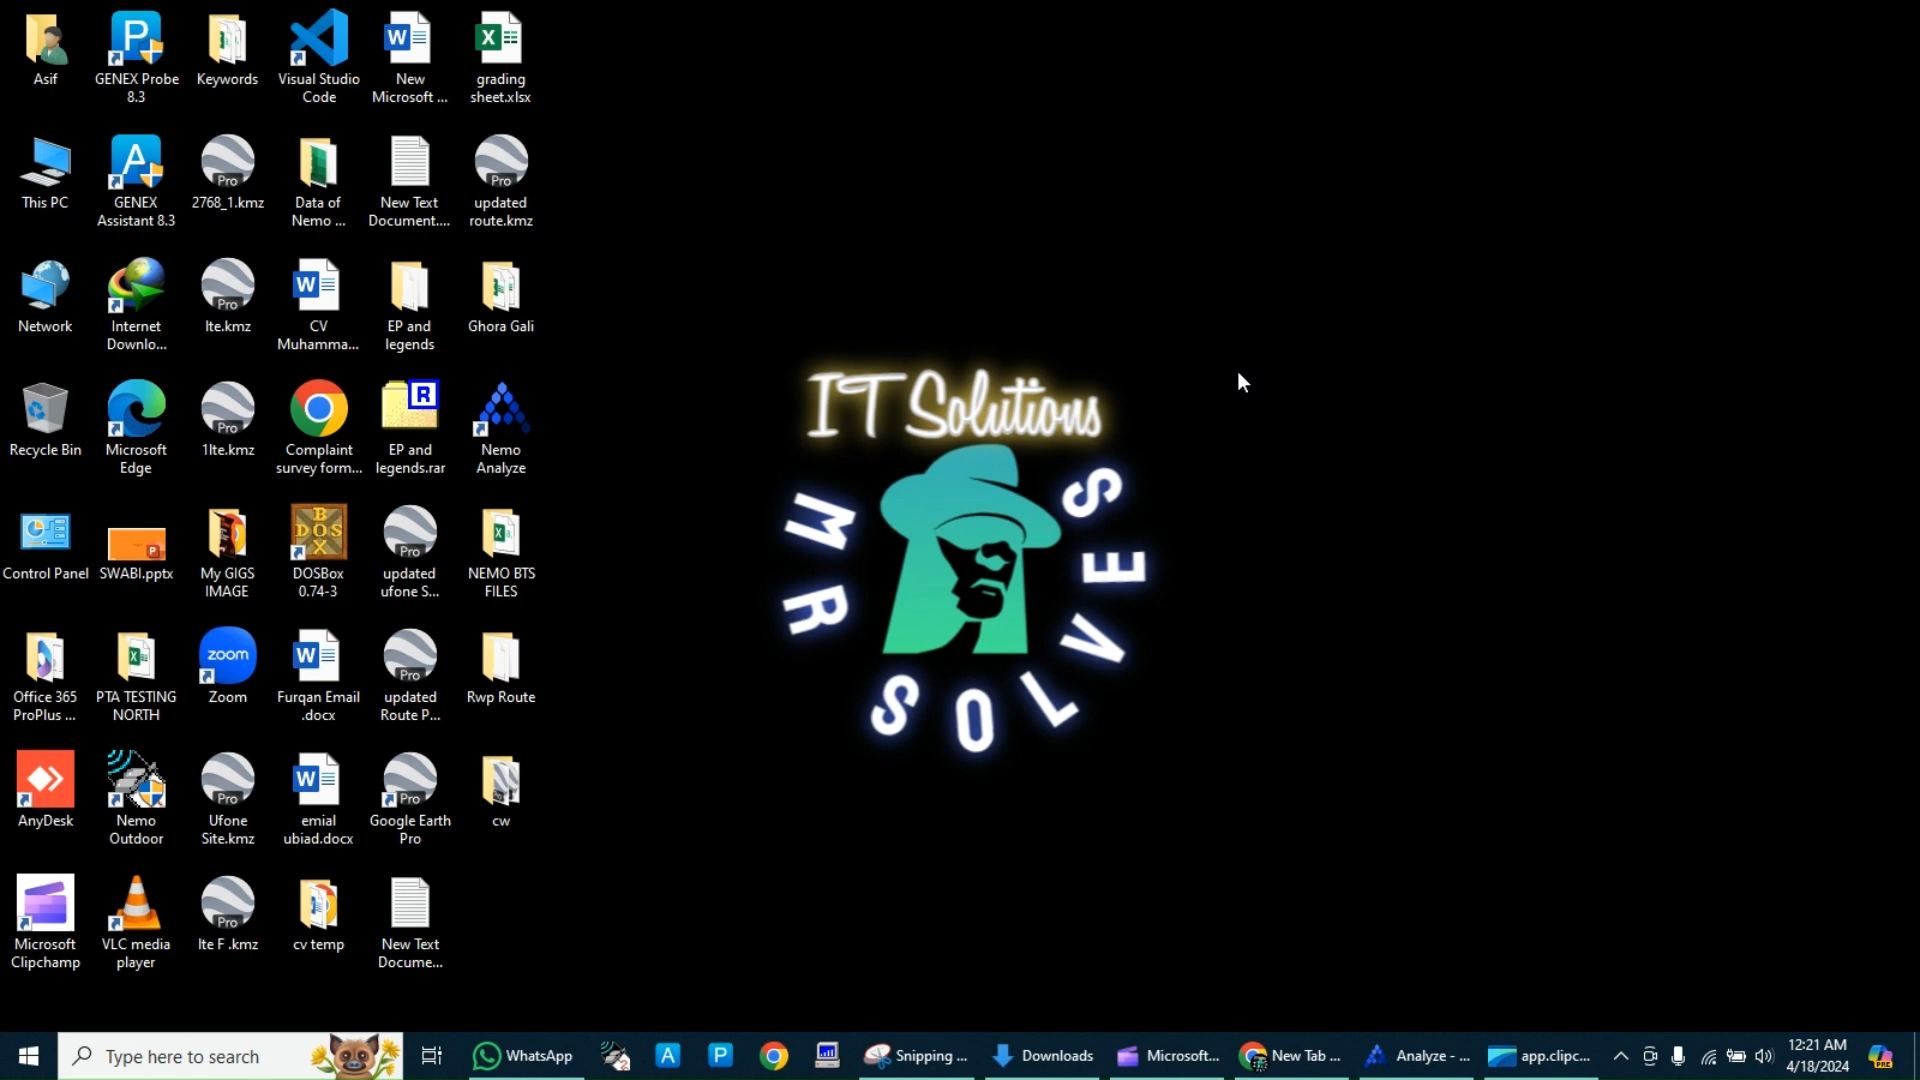 Asif
GENEX Probe
8.3
Keywords
Visual Studio
Code
New
Microsoft ...
grading
sheet.xlsx
This PC
GENEX
Assistant 8.3
2768_1.kmz
Data of
Nemo ...
New Text
Document....
updated
route.kmz
Network
Internet
Downlo...
lte.kmz
CV
Muhamma...
EP and
legends
Ghora Gali
Recycle Bin
Microsoft
Edge
1lte.kmz
Complaint
survey form...
EP and
legends.rar
Nemo
Analyze
Control Panel
SWABI.pptx
My GIGS
IMAGE
DOSBox
0.74-3
updated
ufone S...
NEMO BTS
FILES
Office 365
ProPlus ...
PTA TESTING
NORTH
zoom
Zoom
Furqan Email
.docx
updated
Route P...
Rwp Route
AnyDesk
Nemo
Outdoor
Ufone
Site.kmz
emial
ubiad.docx
Google Earth
Pro
cw
Microsoft
Clipchamp
VLC media
player
lte F .kmz
cv temp
New Text
Docume...
IT Solutions
MR SOLVES
Type here to search
WhatsApp
Snipping ...
Downloads
Microsoft...
New Tab ...
Analyze - ...
app.clipc...
12:21 AM
4/18/2024